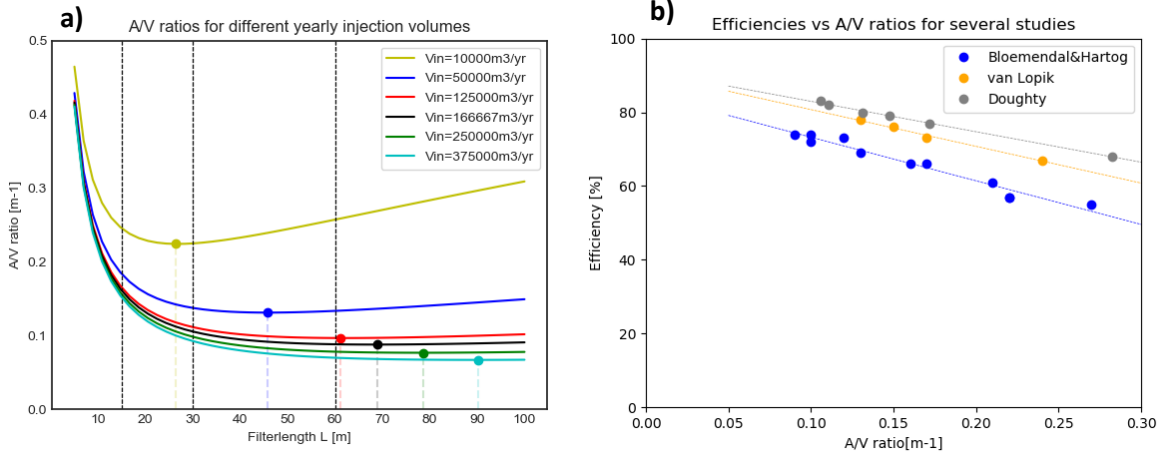 a)
A/V ratios for different yearly injection volumes
0.5
0.4
0.3
0.2
0.1
0.0
A/V ratio [m-1]
Vin=10000m3/yr
Vin=50000m3/yr
Vin=125000m3/yr
Vin=166667m3/yr
Vin=250000m3/yr
Vin=375000m3/yr
10 20 30 40 50 60 70 80 90 100
Filterlength L [m]
b)
Efficiencies vs A/V ratios for several studies
100
80
60
40
20
0
Efficiency [%]
Bloemendal&Hartog
van Lopik
Doughty
0.00 0.05 0.10 0.15 0.20 0.25 0.30
A/V ratio[m-1]